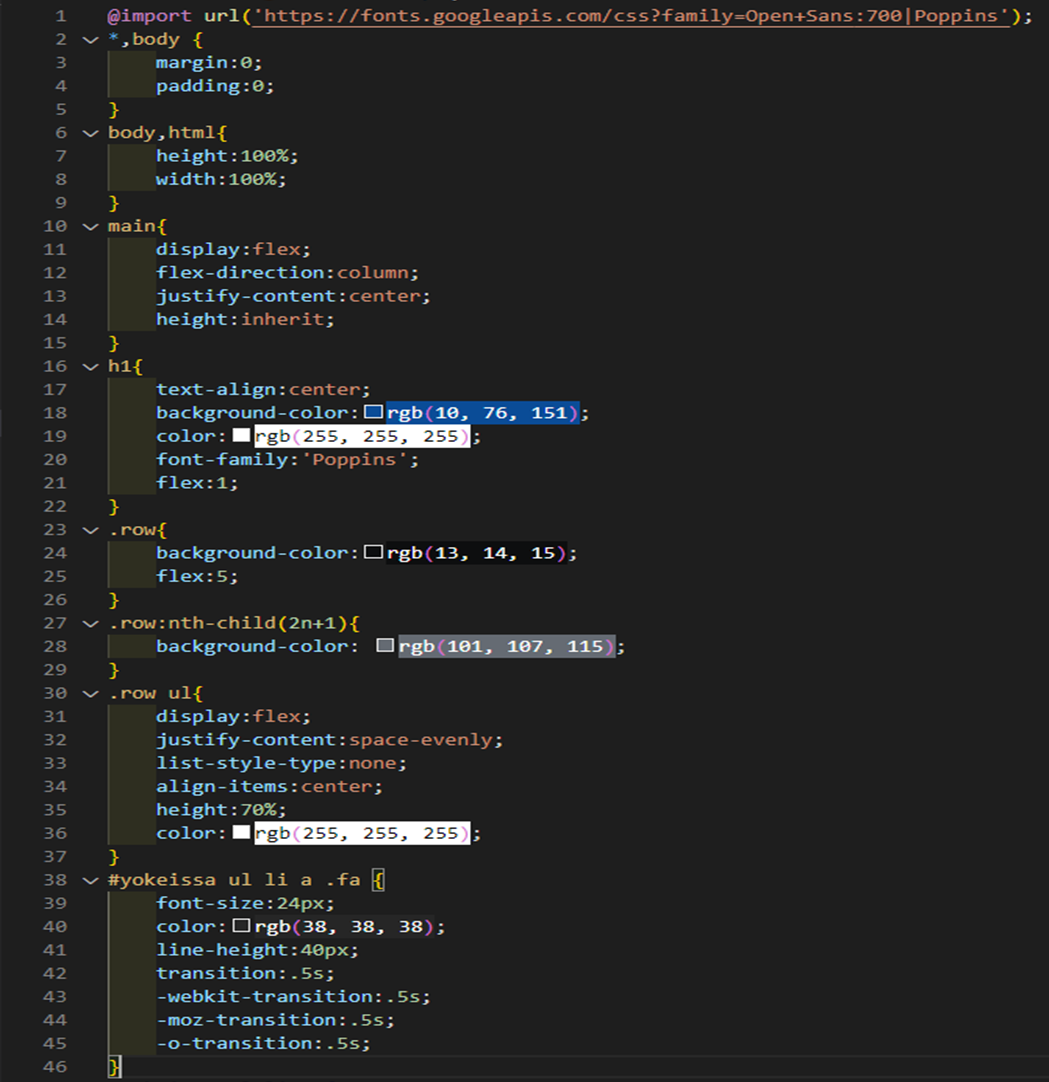 1 @import url('https://fonts.googleapis.com/css?family=Open+Sans:700|Poppins');
2 *,body {
3     margin:0;
4     padding:0;
5 }
6 body,html{
7     height:100%;
8     width:100%;
9 }
10 main{
11     display:flex;
12     flex-direction:column;
13     justify-content:center;
14     height:inherit;
15 }
16 h1{
17     text-align:center;
18     background-color:rgb(10, 76, 151);
19     color:rgb(255, 255, 255);
20     font-family:'Poppins';
21     flex:1;
22 }
23 .row{
24     background-color:rgb(13, 14, 15);
25     flex:5;
26 }
27 .row:nth-child(2n+1){
28     background-color: rgb(101, 107, 115);
29 }
30 .row ul{
31     display:flex;
32     justify-content:space-evenly;
33     list-style-type:none;
34     align-items:center;
35     height:70%;
36     color:rgb(255, 255, 255);
37 }
38 #yokeissa ul li a .fa {
39     font-size:24px;
40     color:rgb(38, 38, 38);
41     line-height:40px;
42     transition:.5s;
43     -webkit-transition:.5s;
44     -moz-transition:.5s;
45     -o-transition:.5s;
46 }